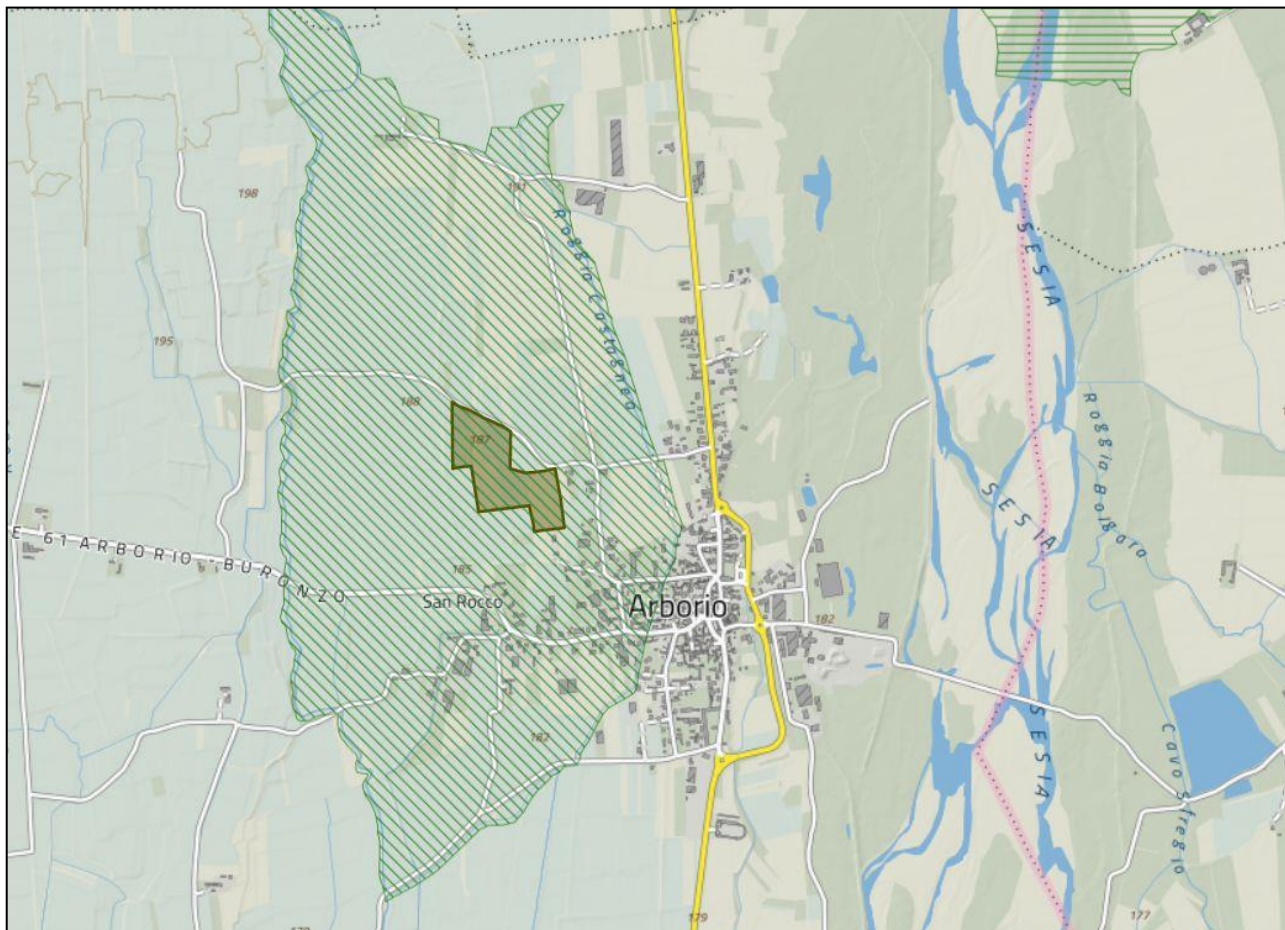 191
198
Roggia Castagnea
SESIA
195
188
187
Roggia Bolgara
SESIA
E 61 ARBORIO - BURONZO
185
San Rocco
Arborio
182
SESIA
182
Cavo Sfregio
179
177